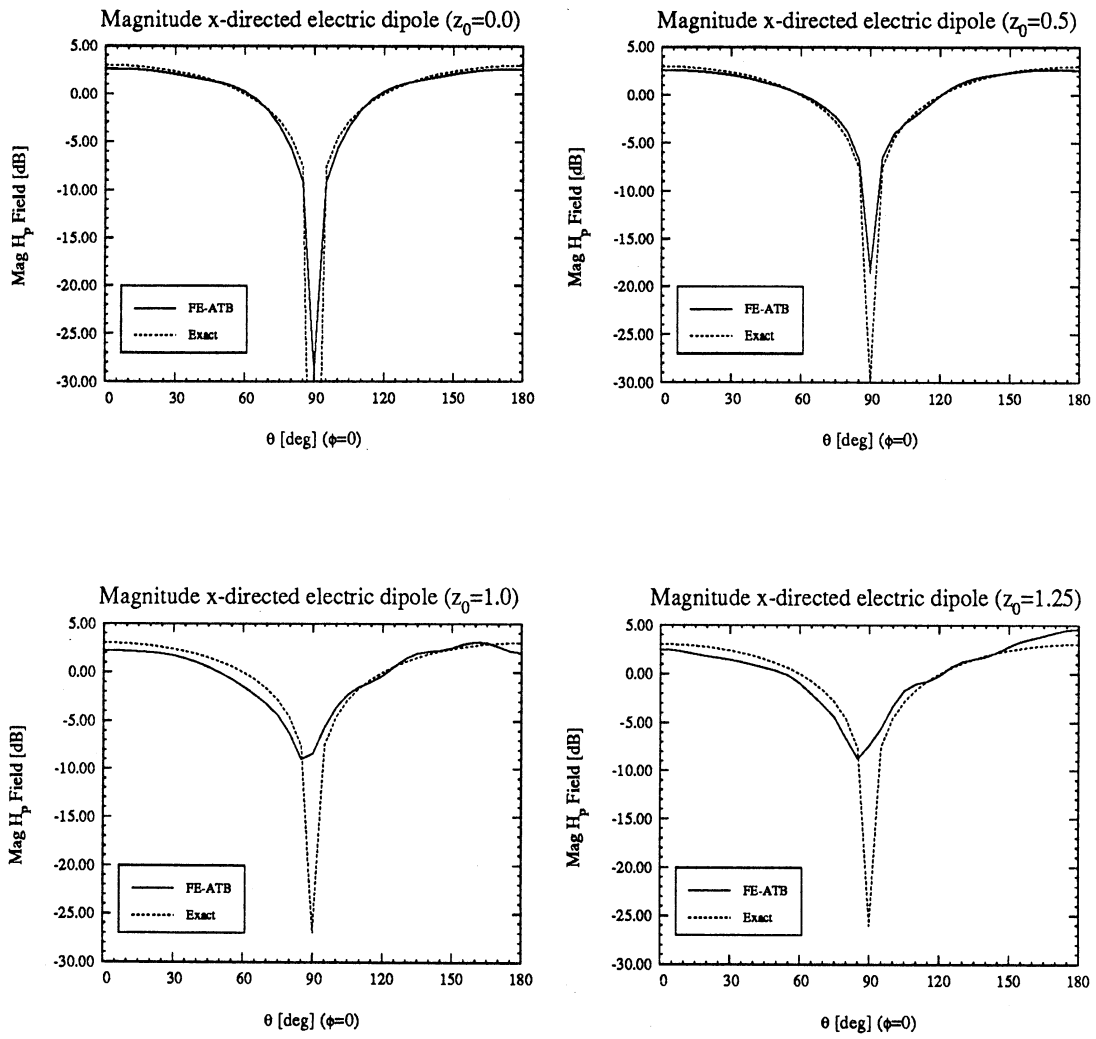 Magnitude x-directed electric dipole (z0=0.0)
5.00
0.00
-5.00
-10.00
-15.00
-20.00
-25.00
-30.00
Mag Hp Field [dB]
FE-ATB
Exact
0 30 60 90 120 150 180
θ [deg] (ϕ=0)
Magnitude x-directed electric dipole (z0=0.5)
5.00
0.00
-5.00
-10.00
-15.00
-20.00
-25.00
-30.00
Mag Hp Field [dB]
FE-ATB
Exact
0 30 60 90 120 150 180
θ [deg] (ϕ=0)
Magnitude x-directed electric dipole (z0=1.0)
5.00
0.00
-5.00
-10.00
-15.00
-20.00
-25.00
-30.00
Mag Hp Field [dB]
FE-ATB
Exact
0 30 60 90 120 150 180
θ [deg] (ϕ=0)
Magnitude x-directed electric dipole (z0=1.25)
5.00
0.00
-5.00
-10.00
-15.00
-20.00
-25.00
-30.00
Mag Hp Field [dB]
FE-ATB
Exact
0 30 60 90 120 150 180
θ [deg] (ϕ=0)